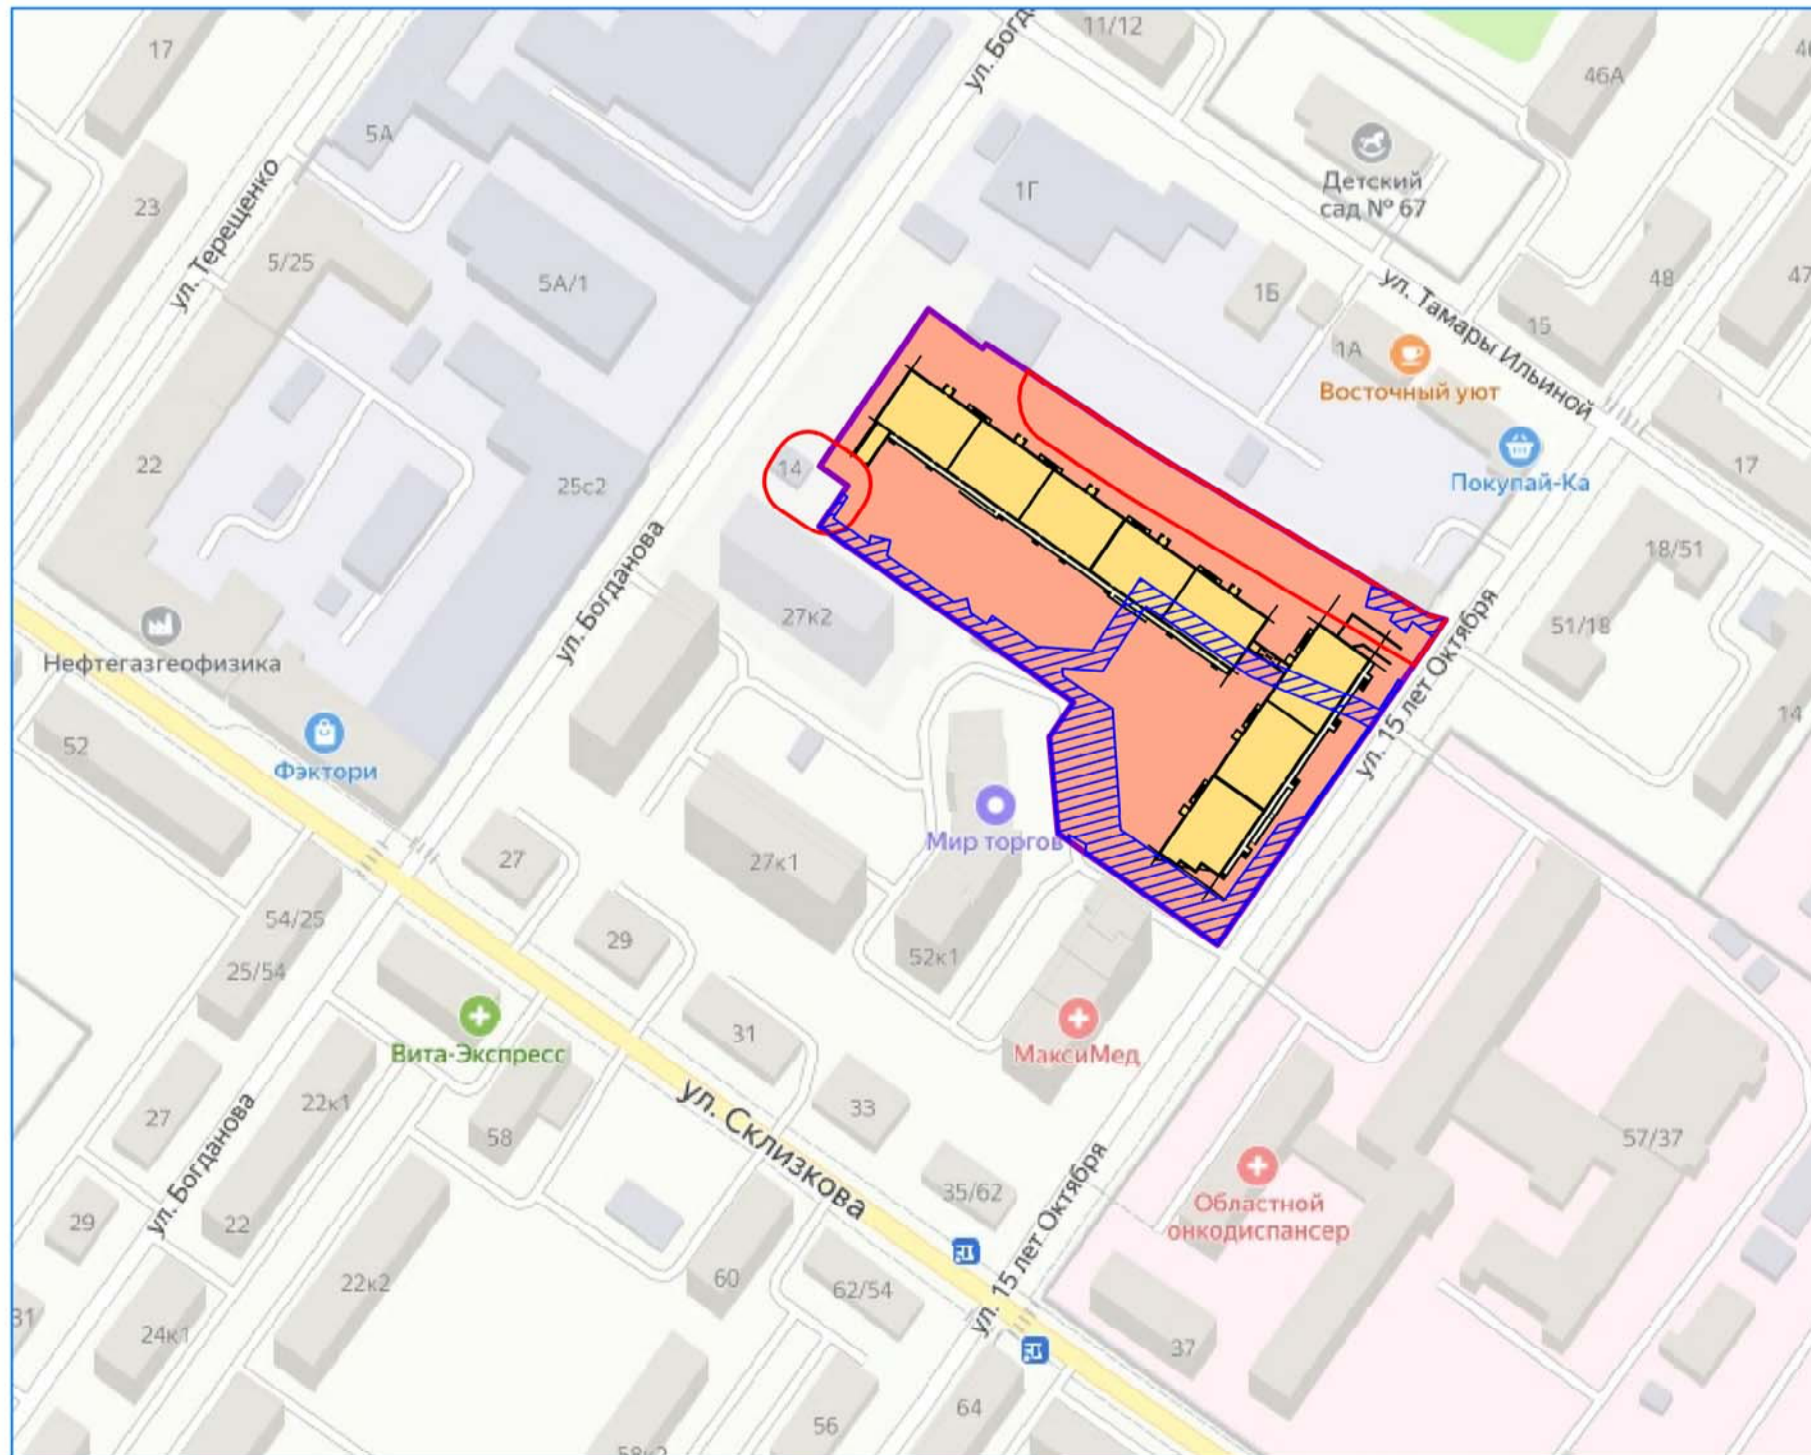 17
11/12
46А
ул. Богд
5А
1Г
Детский
сад № 67
23
ул. Терещенко
5/25
5А/1
1Б
48
47
ул. Тамары Ильиной
15
1А
Восточный уют
22
14
25с2
Покупай-Ка
17
ул. Богданова
18/51
27к2
51/18
Нефтегазгеофизика
ул. 15 лет Октября
14
52
Фэктори
Мир торгов
27
27к1
54/25
29
25/54
52к1
31
Вита-Экспресс
МаксиМед
ул. Склизкова
33
27
22к1
58
57/37
ул. Богданова
35/62
ул. 15 лет Октября
Областной
онкодиспансер
29
22
22к2
60
62/54
31
24к1
37
64
56